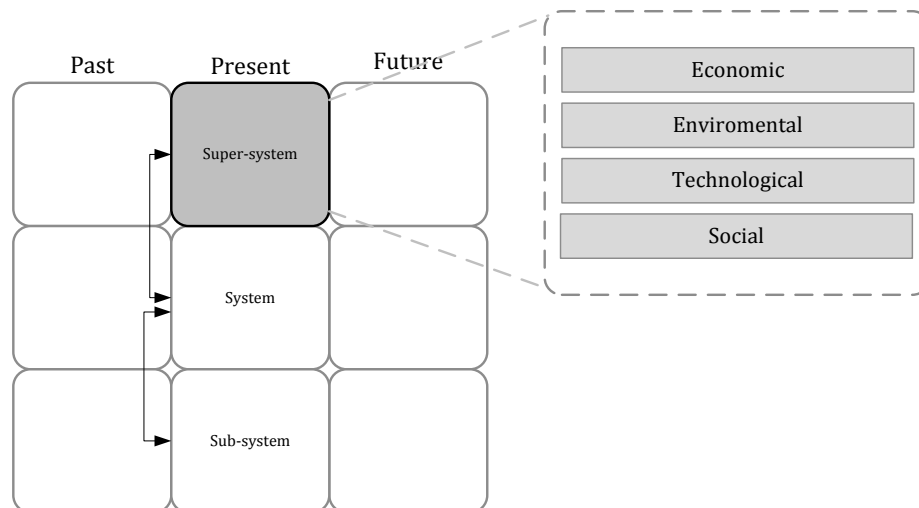 Past Present Future
Super-system
System
Sub-system
Economic
Enviromental
Technological
Social